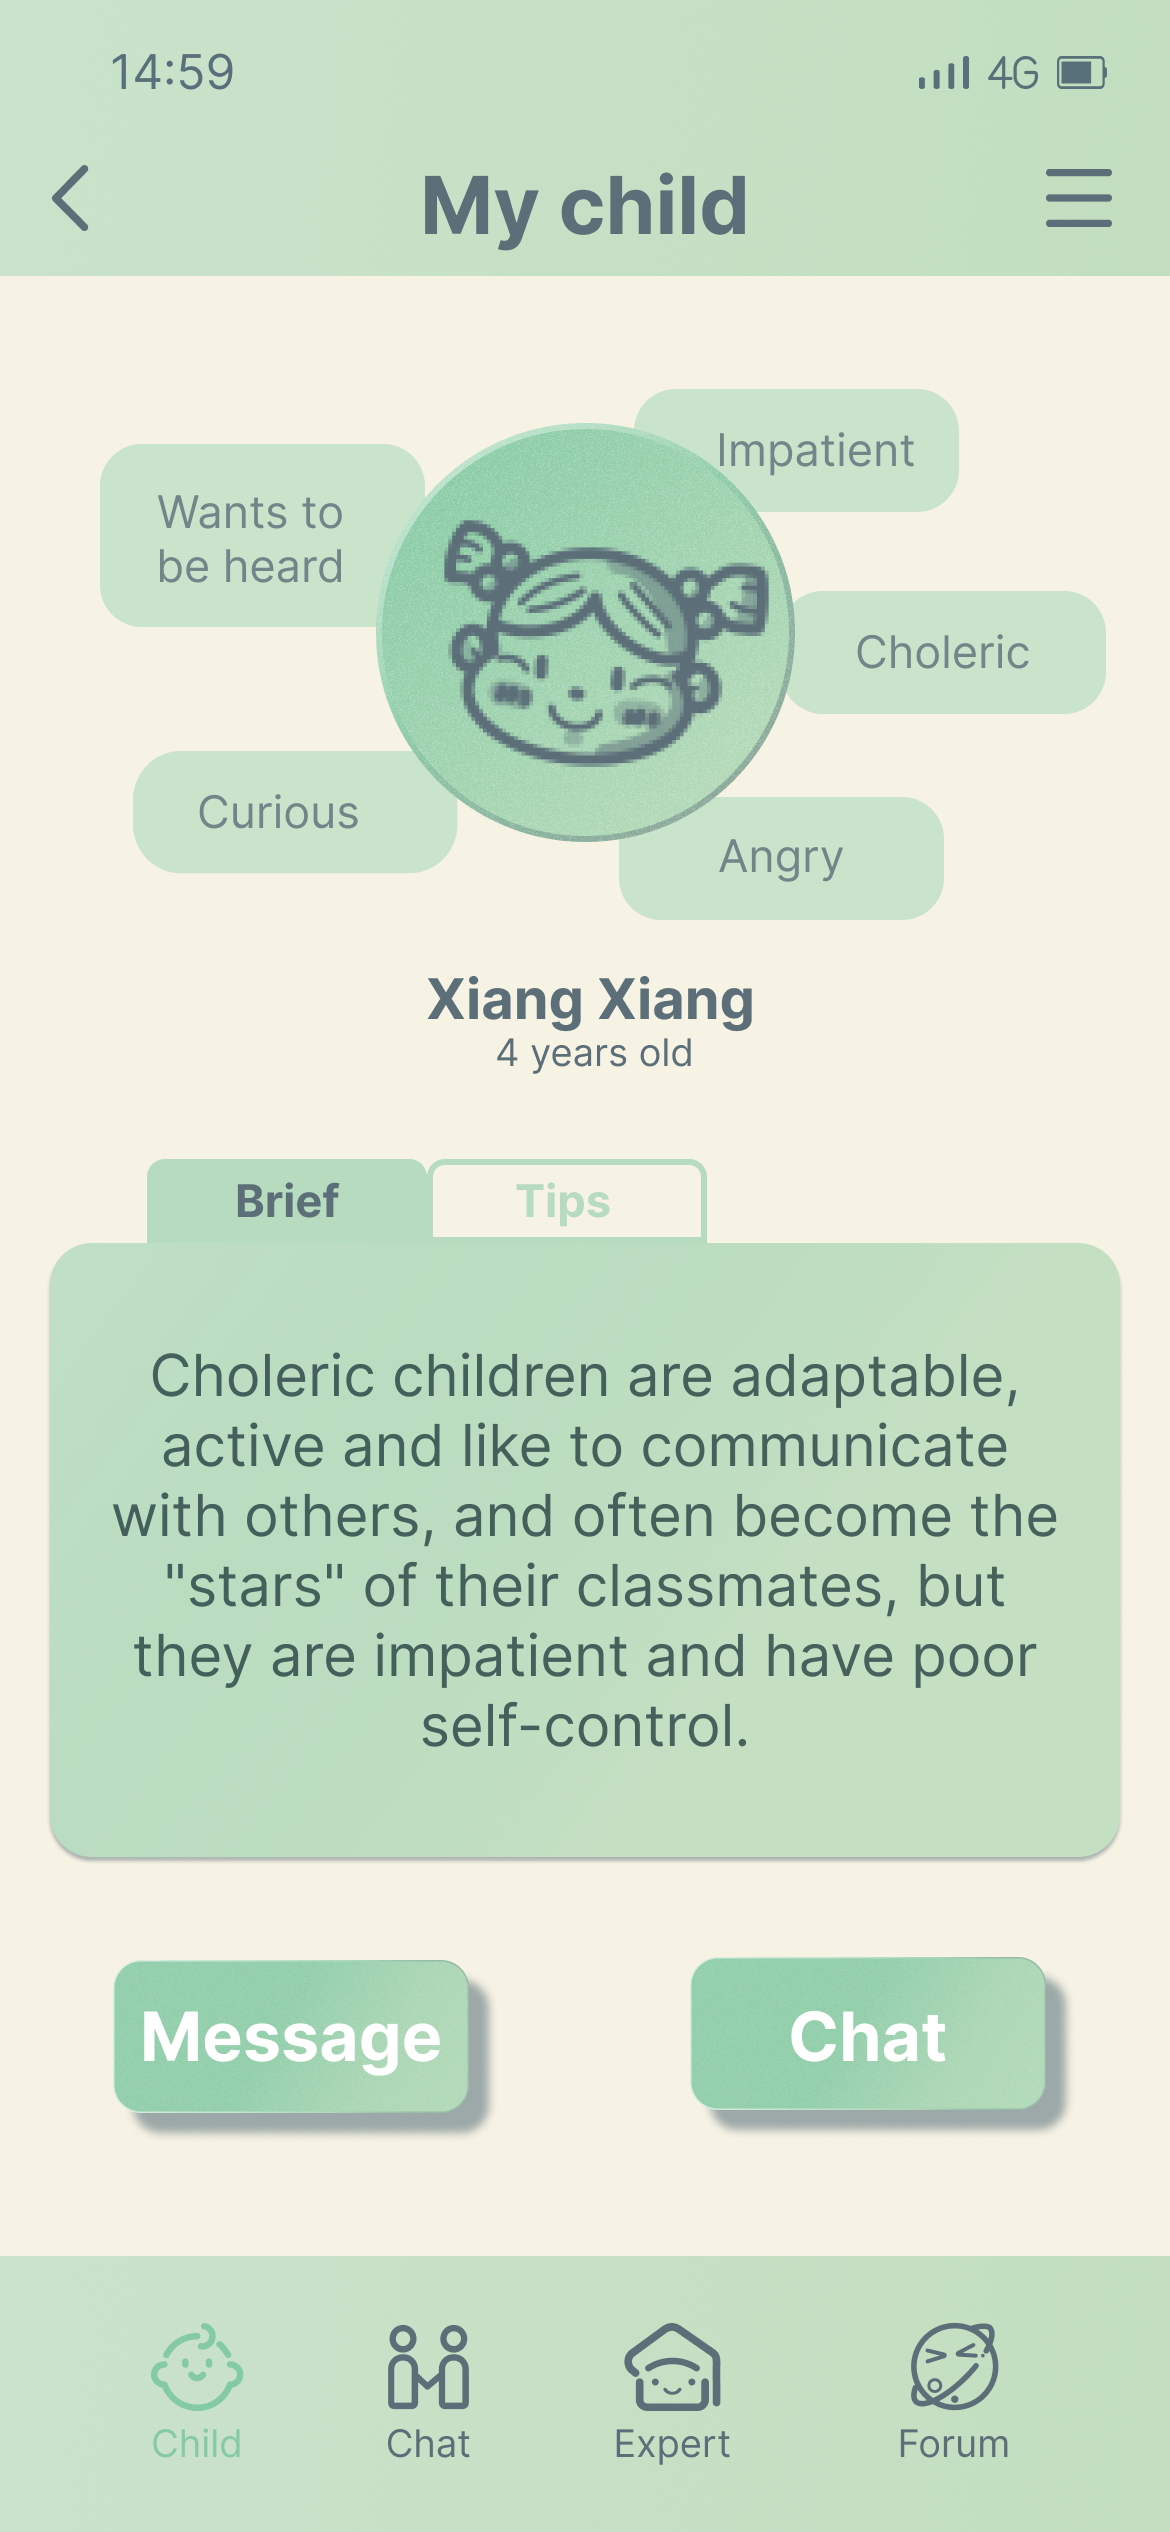 14:59
4G
My child
Impatient
Wants to
be heard
Choleric
Curious
Angry
Xiang Xiang
4 years old
Brief
Tips
Choleric children are adaptable,
active and like to communicate
with others, and often become the
"stars" of their classmates, but
they are impatient and have poor
self-control.
Message
Chat
Child
Chat
Expert
Forum